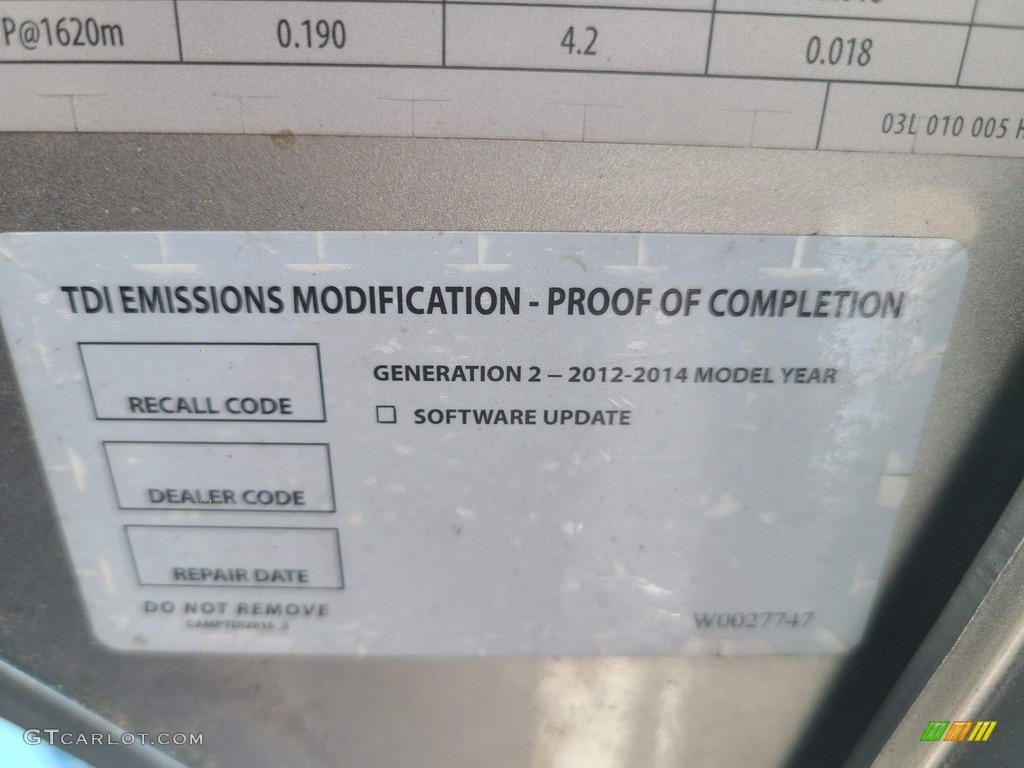 P@1620m 0.190 4.2 0.018
03L 010 005 H
TDI EMISSIONS MODIFICATION - PROOF OF COMPLETION
RECALL CODE
GENERATION 2 – 2012-2014 MODEL YEAR
☐ SOFTWARE UPDATE
DEALER CODE
REPAIR DATE
DO NOT REMOVE
W0027747
GTcarlot.com